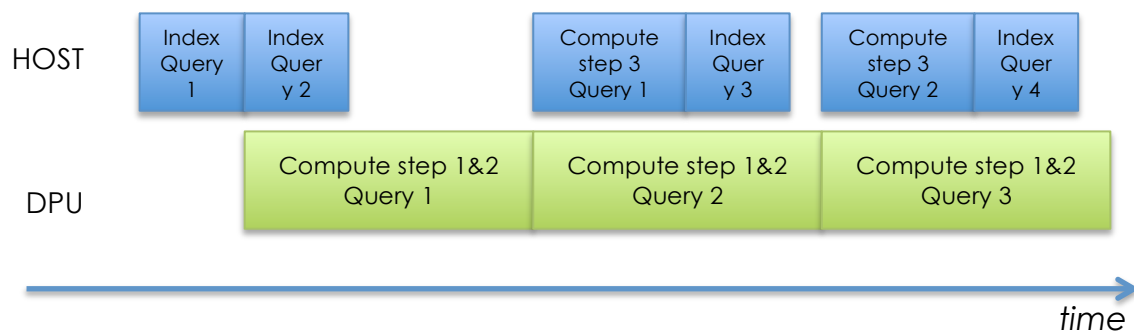 HOST
Index
Query
1
Index
Quer
y 2
Compute
step 3
Query 1
Index
Quer
y 3
Compute
step 3
Query 2
Index
Quer
y 4
DPU
Compute step 1&2
Query 1
Compute step 1&2
Query 2
Compute step 1&2
Query 3
time